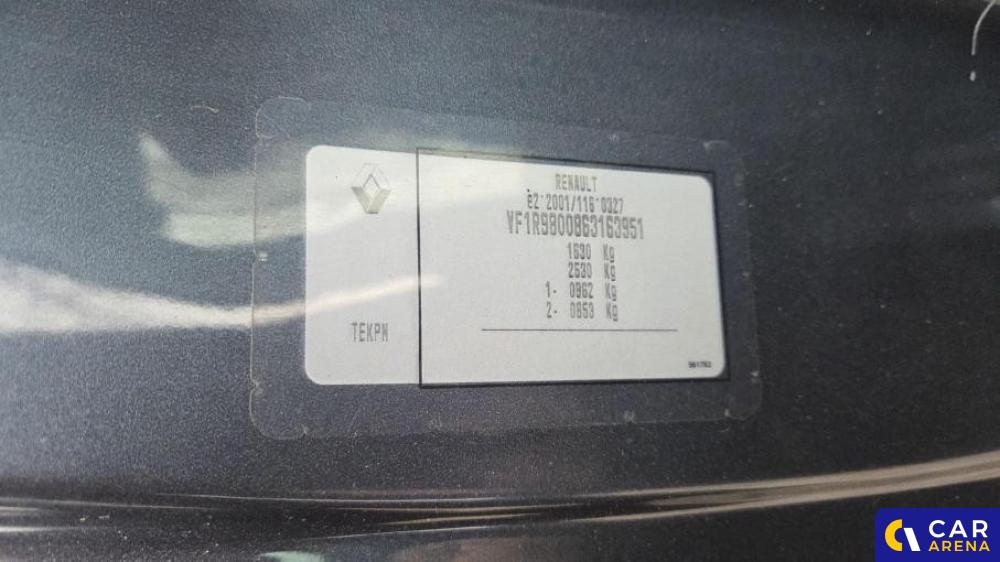 RENAULT
e2*2001/116*0327
VF1R9800863163951
1630 Kg
2530 Kg
1- 0962 Kg
2- 0853 Kg
TEKPN
961763
CAR
ARENA